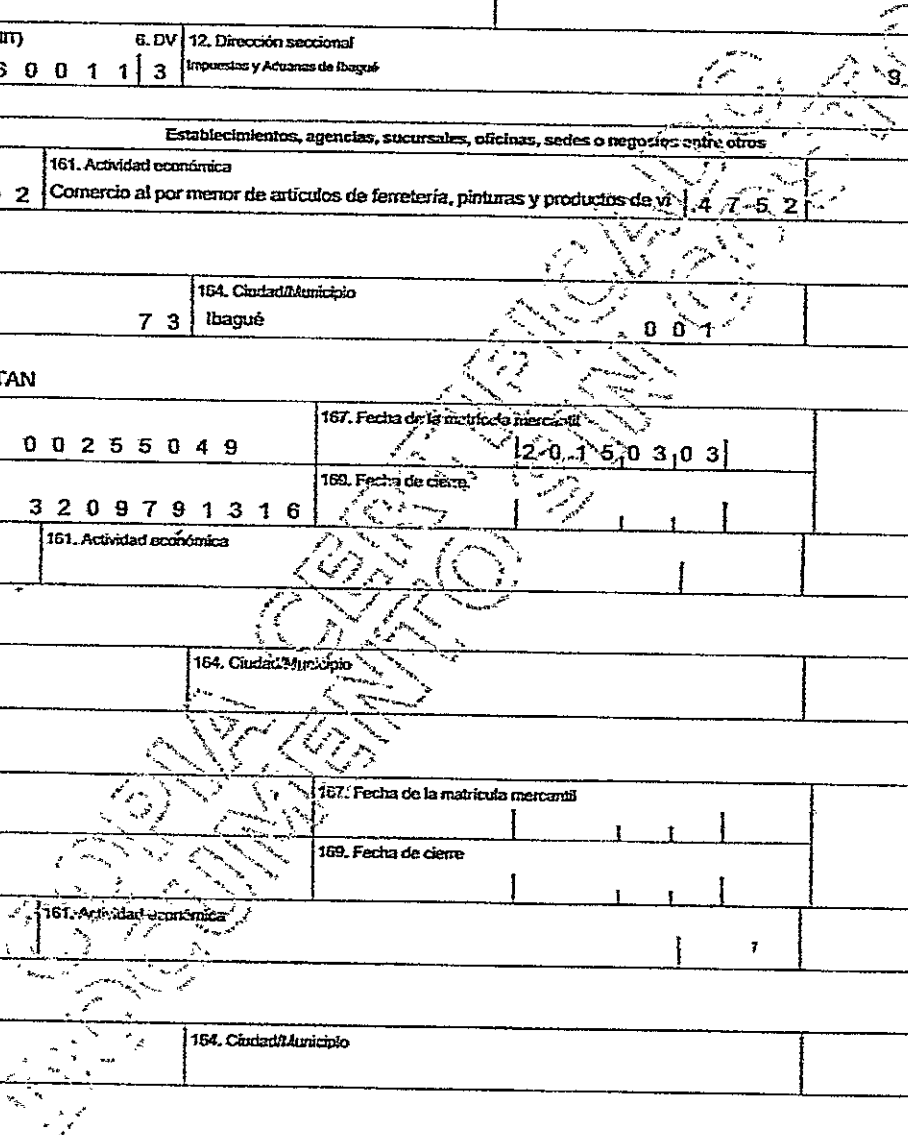 6. DV 12. Dirección seccional
6 0 0 1 1 3 Impuestos y Aduanas de Ibagué
Establecimientos, agencias, sucursales, oficinas, sedes o negocios entre otros
161. Actividad económica
2 Comercio al por menor de artículos de ferretería, pinturas y productos de vi 4 7 5 2
164. Ciudad/Municipio
7 3 Ibagué 0 0 1
TAN
167. Fecha de la matrícula mercantil
0 0 2 5 5 0 4 9 2 0 1 5 0 3 0 3
169. Fecha de cierre
3 2 0 9 7 9 1 3 1 6
161. Actividad económica
164. Ciudad/Municipio
167. Fecha de la matrícula mercantil
169. Fecha de cierre
161. Actividad económica
164. Ciudad/Municipio
COPIA CERTIFICADO
DOCUMENTO SIN